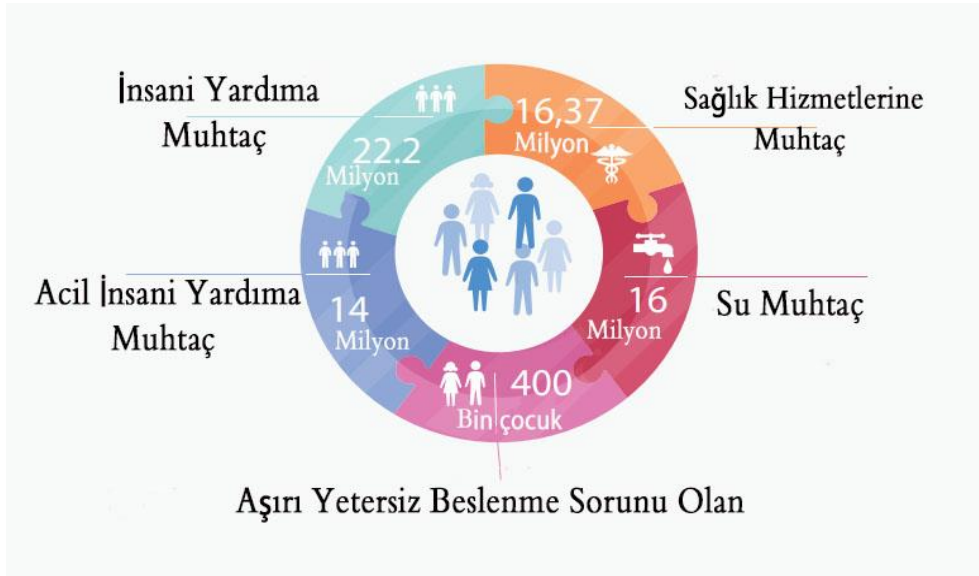 İnsani Yardıma
Muhtaç
22.2
Milyon
16,37
Milyon
Sağlık Hizmetlerine
Muhtaç
Acil İnsani Yardıma
Muhtaç
14
Milyon
16
Milyon
Su Muhtaç
400
Bin çocuk
Aşırı Yetersiz Beslenme Sorunu Olan